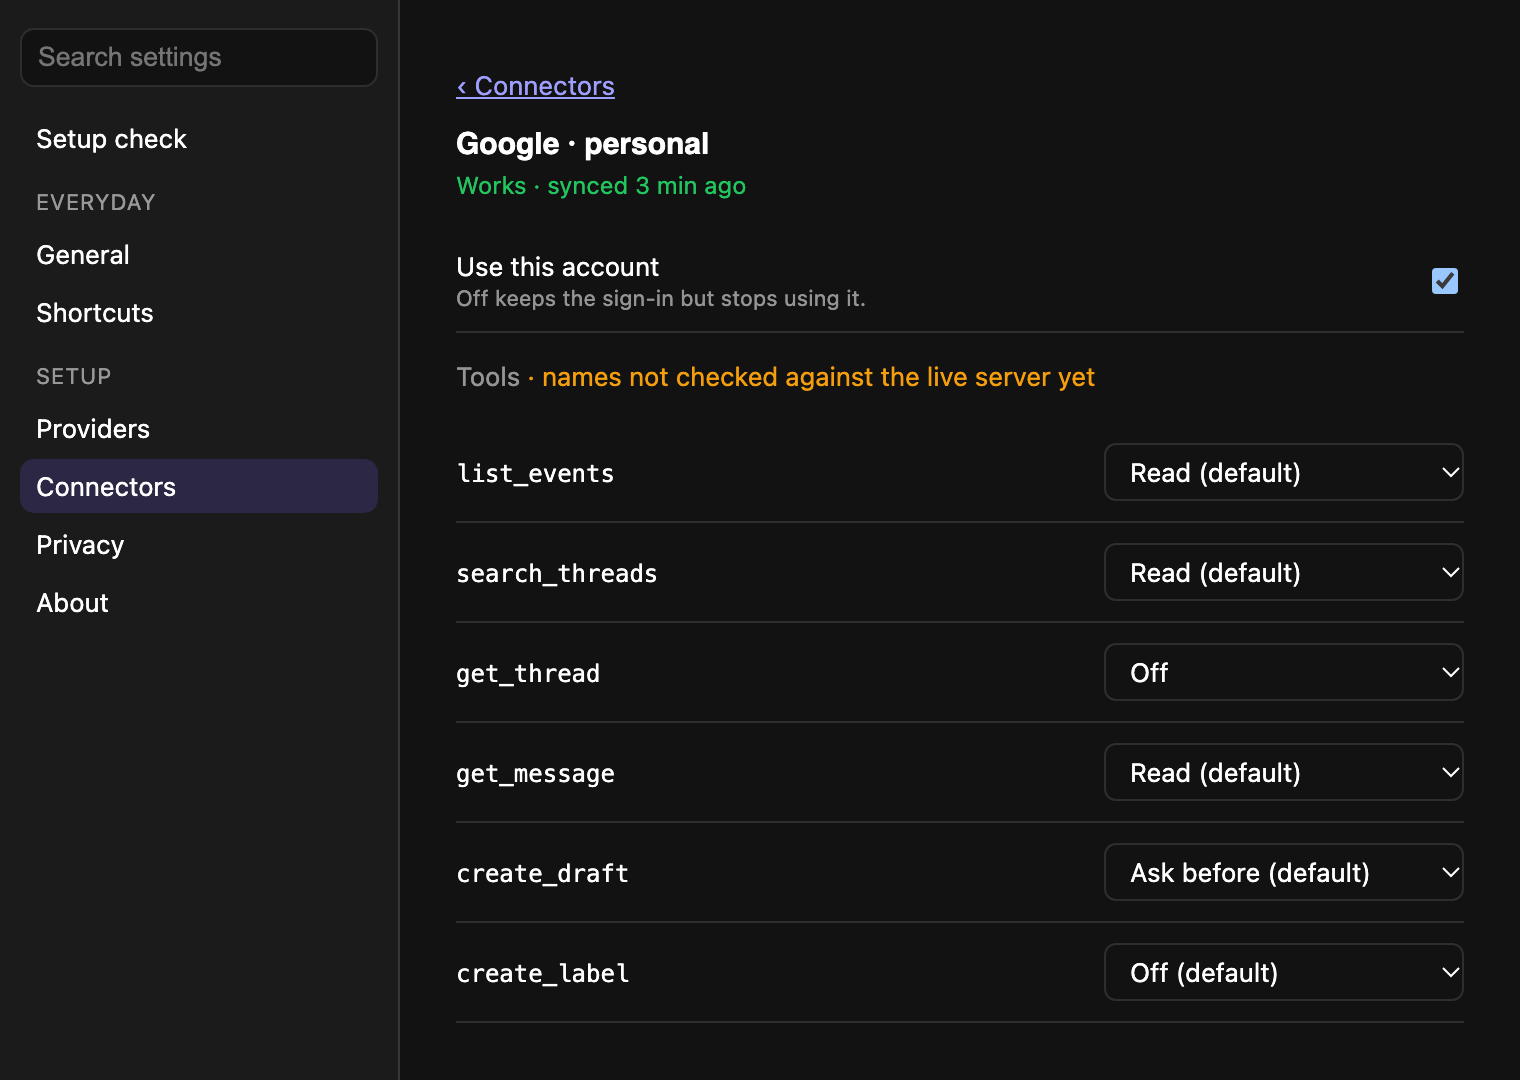 Search settings
Setup check
EVERYDAY
General
Shortcuts
SETUP
Providers
Connectors
Privacy
About
‹ Connectors
Google · personal
Works · synced 3 min ago
Use this account
Off keeps the sign-in but stops using it.
Tools · names not checked against the live server yet
list_events
Read (default)
search_threads
Read (default)
get_thread
Off
get_message
Read (default)
create_draft
Ask before (default)
create_label
Off (default)